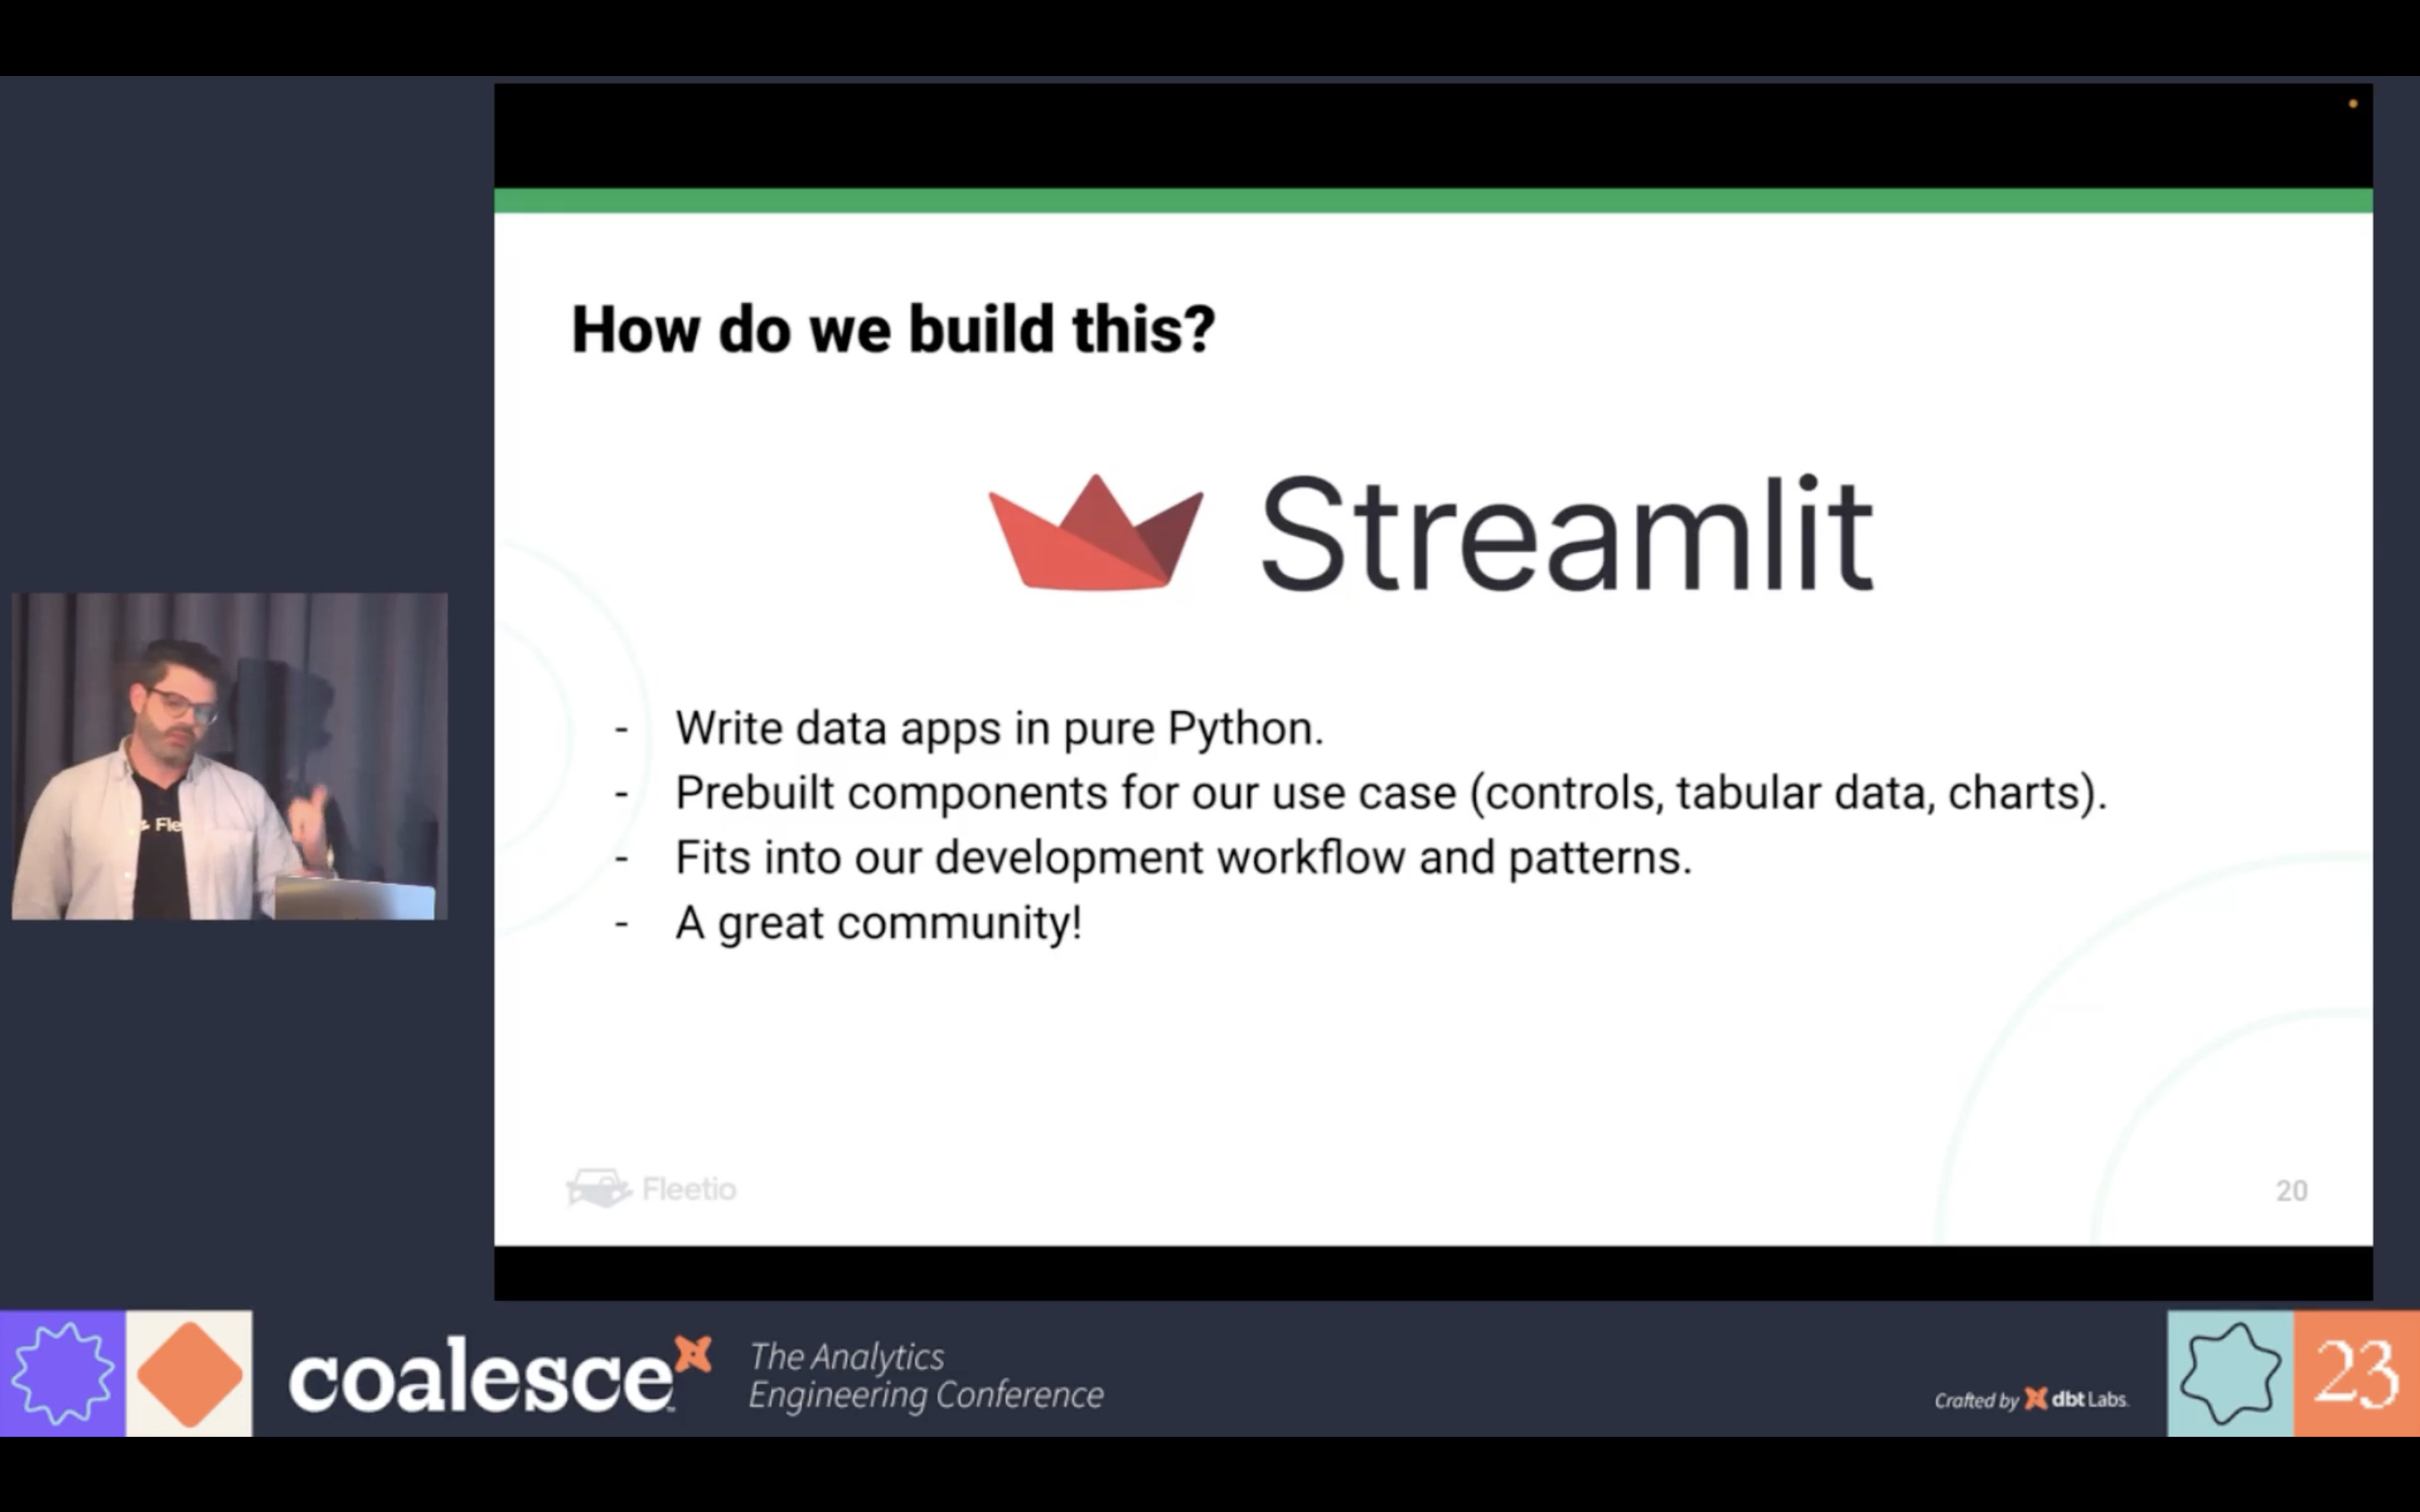 How do we build this?
Streamlit
- Write data apps in pure Python.
- Prebuilt components for our use case (controls, tabular data, charts).
- Fits into our development workflow and patterns.
- A great community!
Fle
Fleetio
20
coalesce
The Analytics
Engineering Conference
Crafted by dbt Labs
23